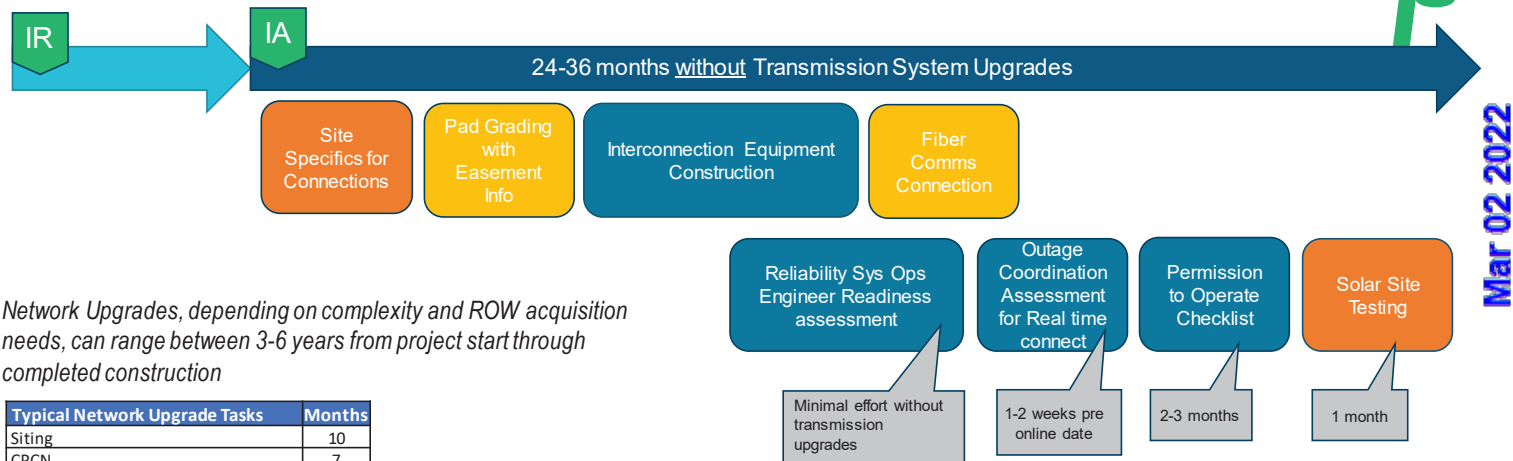 IR
IA
24-36 months without Transmission System Upgrades
Site
Specifics for
Connections
Pad Grading
with
Easement
Info
Interconnection Equipment
Construction
Fiber
Comms
Connection
Mar 02 2022
Reliability Sys Ops
Engineer Readiness
assessment
Outage
Coordination
Assessment
for Real time
connect
Permission
to Operate
Checklist
Solar Site
Testing
Minimal effort without
transmission
upgrades
1-2 weeks pre
online date
2-3 months
1 month
Network Upgrades, depending on complexity and ROW acquisition
needs, can range between 3-6 years from project start through
completed construction
Typical Network Upgrade Tasks Months
Siting 10
CPCN 7